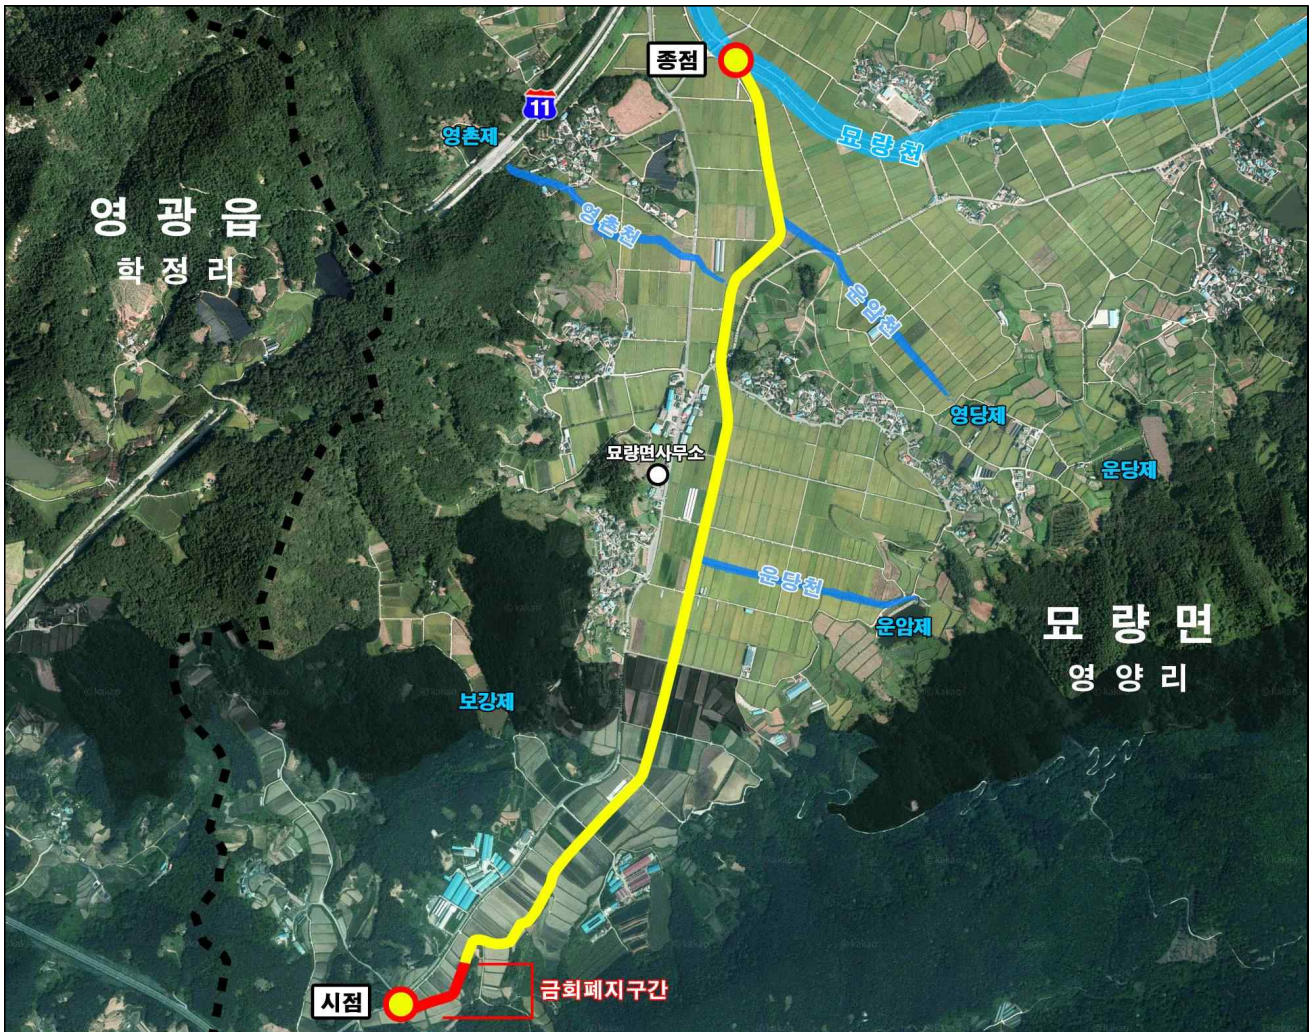 종점
11
영촌제
묘량천
영광읍
학정리
영촌천
운암천
영당제
묘량면사무소
운당제
운당천
운암제
묘량면
영양리
보강제
금회폐지구간
시점